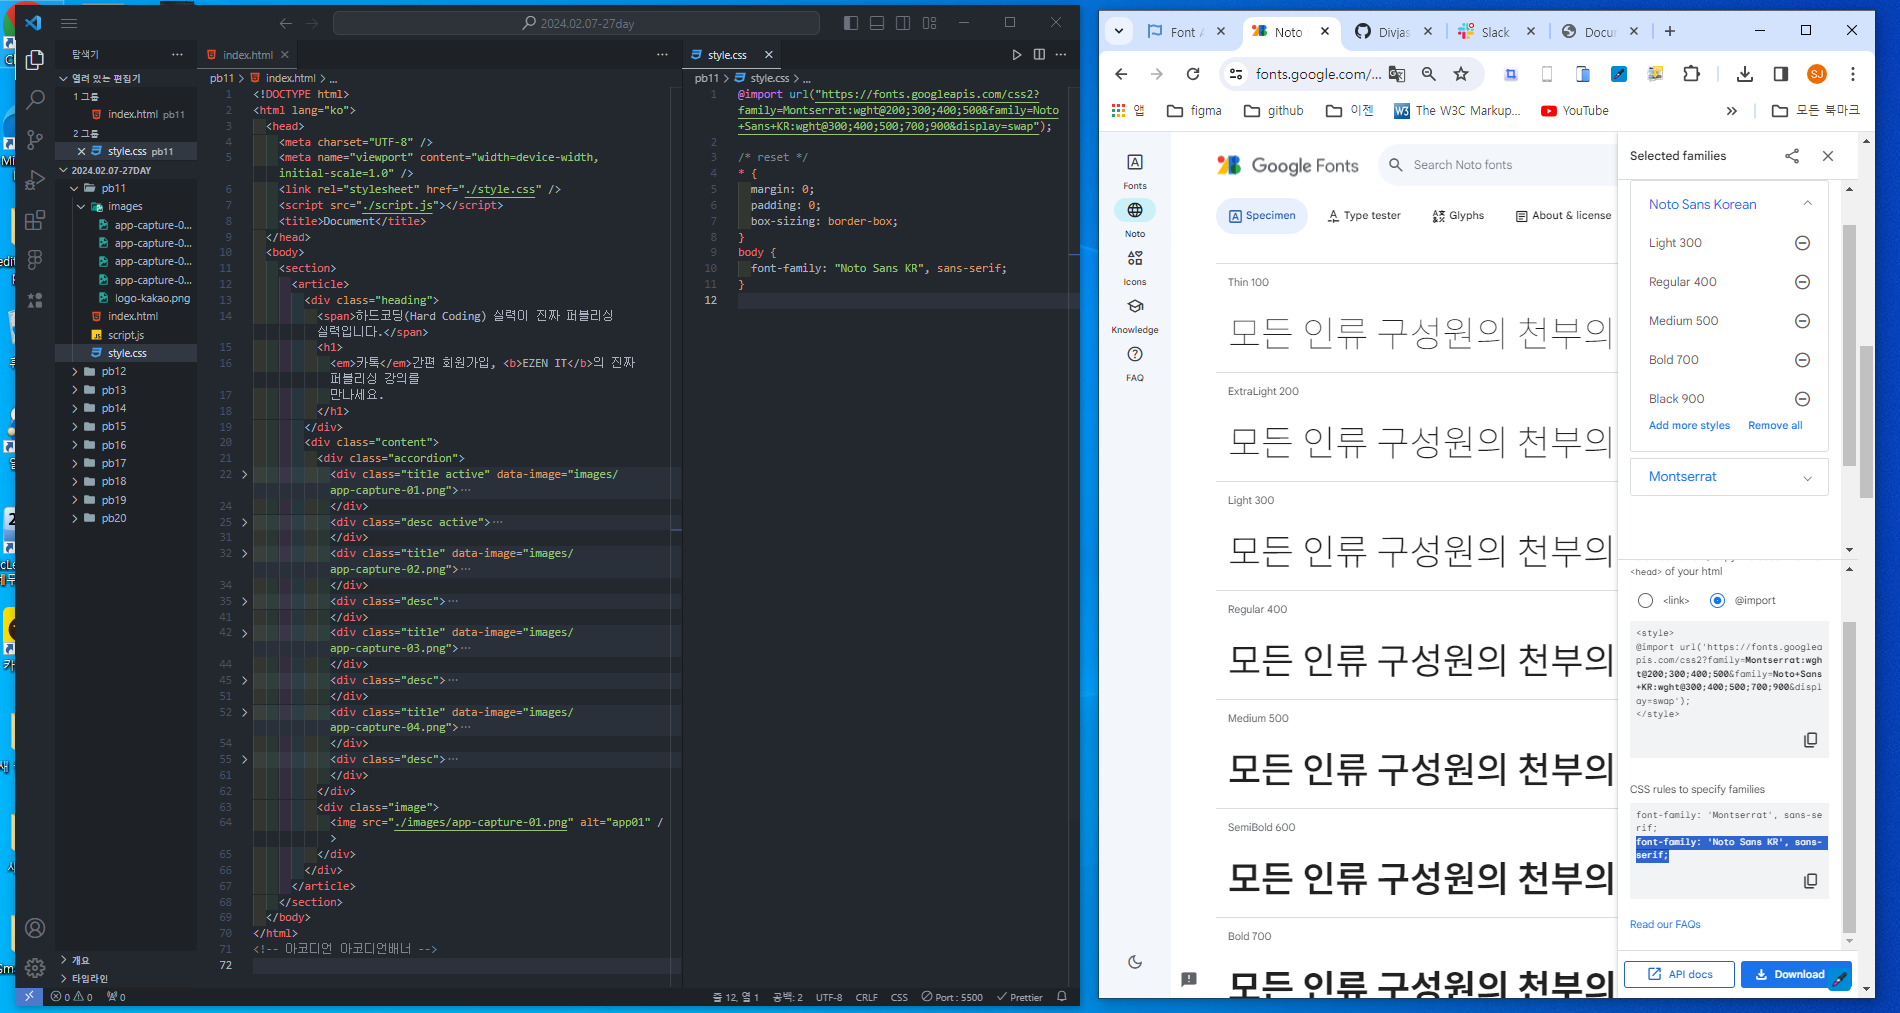 2024.02.07-27day
탐색기
열려 있는 편집기
1 그룹
index.html pb11
2 그룹
style.css pb11
2024.02.07-27DAY
pb11
images
app-capture-0...
app-capture-0...
app-capture-0...
app-capture-0...
logo-kakao.png
index.html
script.js
style.css
pb12
pb13
pb14
pb15
pb16
pb17
pb18
pb19
pb20
개요
타임라인
index.html
pb11 > index.html > ...
1 <!DOCTYPE html>
2 <html lang="ko">
3 <head>
4 <meta charset="UTF-8" />
5 <meta name="viewport" content="width=device-width,
initial-scale=1.0" />
6 <link rel="stylesheet" href="./style.css" />
7 <script src="./script.js"></script>
8 <title>Document</title>
9 </head>
10 <body>
11 <section>
12 <article>
13 <div class="heading">
14 <span>하드코딩(Hard Coding) 실력이 진짜 퍼블리싱
실력입니다.</span>
15 <h1>
16 <em>카톡</em>간편 회원가입, <b>EZEN IT</b>의 진짜
퍼블리싱 강의를
17 만나세요.
18 </h1>
19 </div>
20 <div class="content">
21 <div class="accordion">
22 <div class="title active" data-image="images/
app-capture-01.png">...
24 </div>
25 <div class="desc active">...
31 </div>
32 <div class="title" data-image="images/
app-capture-02.png">...
34 </div>
35 <div class="desc">...
41 </div>
42 <div class="title" data-image="images/
app-capture-03.png">...
44 </div>
45 <div class="desc">...
51 </div>
52 <div class="title" data-image="images/
app-capture-04.png">...
54 </div>
55 <div class="desc">...
61 </div>
62 </div>
63 <div class="image">
64 <img src="./images/app-capture-01.png" alt="app01" /
>
65 </div>
66 </div>
67 </article>
68 </section>
69 </body>
70 </html>
71 <!-- 아코디언 아코디언배너 -->
72
style.css
pb11 > style.css > ...
1 @import url("https://fonts.googleapis.com/css2?
family=Montserrat:wght@200;300;400;500&family=Noto
+Sans+KR:wght@300;400;500;700;900&display=swap");
2
3 /* reset */
4 * {
5 margin: 0;
6 padding: 0;
7 box-sizing: border-box;
8 }
9 body {
10 font-family: "Noto Sans KR", sans-serif;
11 }
12
0 0 0
줄 12, 열 1 공백: 2 UTF-8 CRLF CSS Port : 5500 Prettier
Font A Noto Divjas Slack Docur
fonts.google.com/...
SJ
앱 figma github 이젠 The W3C Markup... YouTube » 모든 북마크
Fonts
Noto
Icons
Knowledge
FAQ
Google Fonts
Search Noto fonts
Specimen Type tester Glyphs About & license
Thin 100
모든 인류 구성원의 천부의
ExtraLight 200
모든 인류 구성원의 천부의
Light 300
모든 인류 구성원의 천부의
Regular 400
모든 인류 구성원의 천부의
Medium 500
모든 인류 구성원의 천부의
SemiBold 600
모든 인류 구성원의 천부의
Bold 700
모든 인류 구성원의 천부의
Selected families
Noto Sans Korean
Light 300
Regular 400
Medium 500
Bold 700
Black 900
Add more styles Remove all
Montserrat
<head> of your html
<link> @import
<style>
@import url('https://fonts.googlea
pis.com/css2?family=Montserrat:wgh
t@200;300;400;500&family=Noto+Sans
+KR:wght@300;400;500;700;900&displ
ay=swap');
</style>
CSS rules to specify families
font-family: 'Montserrat', sans-se
rif;
font-family: 'Noto Sans KR', sans-
serif;
Read our FAQs
API docs Download